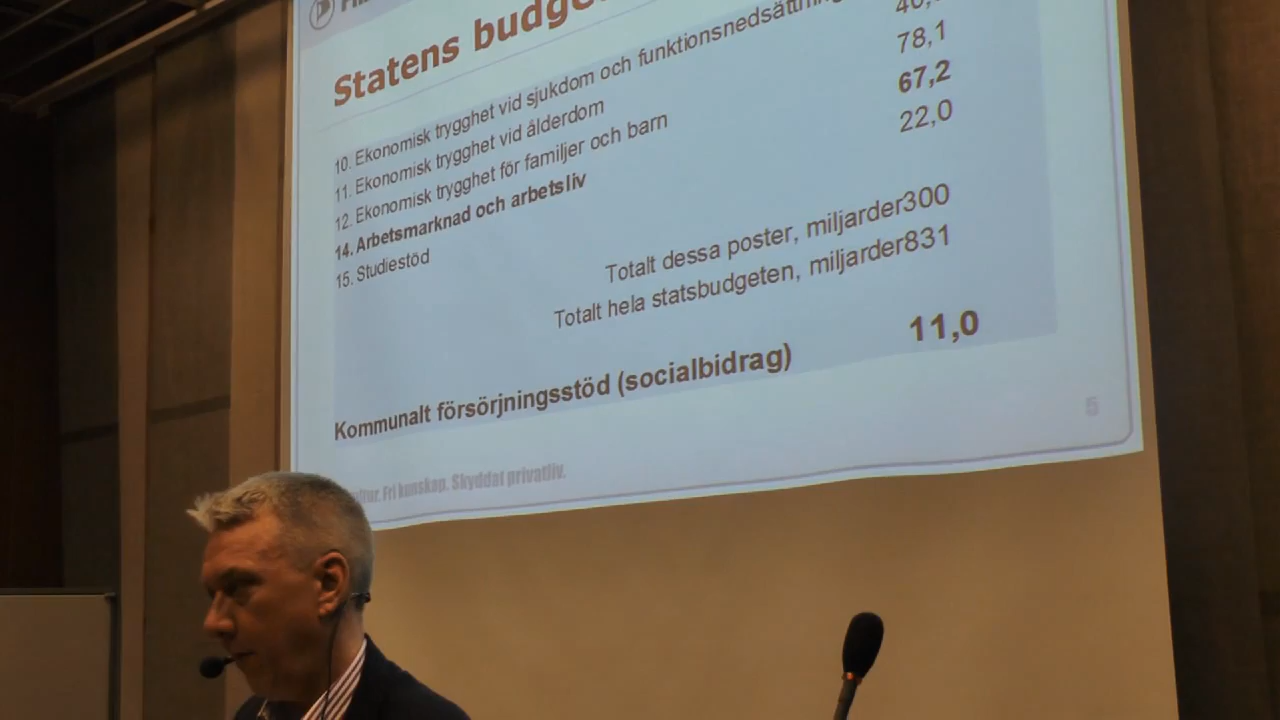 Statens
10. Ekonomisk trygghet vid sjukdom och funktionsnedsättning
11. Ekonomisk trygghet vid ålderdom
12. Ekonomisk trygghet för familjer och barn 78,1
14. Arbetsmarknad och arbetsliv 67,2
15. Studiestöd 22,0
Totalt dessa poster, miljarder300
Totalt hela statsbudgeten, miljarder831
Kommunalt försörjningsstöd (socialbidrag) 11,0
Fri kunskap. Skyddat privatliv.
5